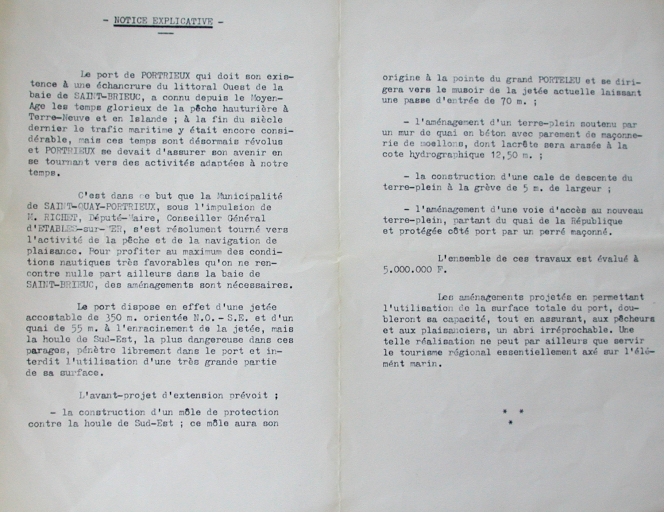 - NOTICE EXPLICATIVE -
Le port de PORTRIEUX qui doit son exis-
tence à une échancrure du littoral Ouest de la
baie de SAINT-BRIEUC, a connu depuis le Moyen-
Age les temps glorieux de la pêche hauturière à
Terre-Neuve et en Islande ; à la fin du siècle
dernier le trafic maritime y était encore consi-
dérable, mais ces temps sont désormais révolus
et PORTRIEUX se devait d'assurer son avenir en
se tournant vers des activités adaptées à notre
temps.
C'est dans ce but que la Municipalité
de SAINT-QUAY-PORTRIEUX, sous l'impulsion de
M. RICHET, Député-Maire, Conseiller Général
d'ETABLES-sur-MER, s'est résolument tourné vers
l'activité de la pêche et de la navigation de
plaisance. Pour profiter au maximum des condi-
tions nautiques très favorables qu'on ne ren-
contre nulle part ailleurs dans la baie de
SAINT-BRIEUC, des aménagements sont nécessaires.
Le port dispose en effet d'une jetée
accostable de 350 m. orientée N.O. - S.E. et d'un
quai de 55 m. à l'enracinement de la jetée, mais
la houle de Sud-Est, la plus dangereuse dans ces
parages, pénètre librement dans le port et in-
terdit l'utilisation d'une très grande partie
de sa surface.
L'avant-projet d'extension prévoit ;
- la construction d'un môle de protection
contre la houle de Sud-Est ; ce môle aura son
origine à la pointe du grand PORTELEU et se diri-
gera vers le musoir de la jetée actuelle laissant
une passe d'entrée de 70 m. ;
- l'aménagement d'un terre-plein soutenu par
un mur de quai en béton avec parement de maçonne-
rie de moellons, dont lacrête sera arasée à la
cote hydrographique 12,50 m. ;
- la construction d'une cale de descente du
terre-plein à la grève de 5 m. de largeur ;
- l'aménagement d'une voie d'accès au nouveau
terre-plein, partant du quai de la République
et protégée côté port par un perré maçonné.
L'ensemble de ces travaux est évalué à
5.000.000 F.
Les aménagements projetés en permettant
l'utilisation de la surface totale du port, dou-
bleront sa capacité, tout en assurant, aux pêcheurs
et aux plaisanciers, un abri irréprochable. Une
telle réalisation ne peut par ailleurs que servir
le tourisme régional essentiellement axé sur l'élé-
mént marin.
* *
*